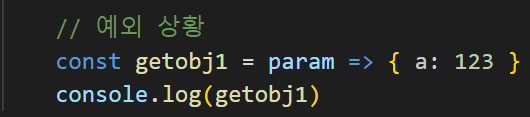 // 예외 상황
const getobj1 = param => { a: 123 }
console.log(getobj1)